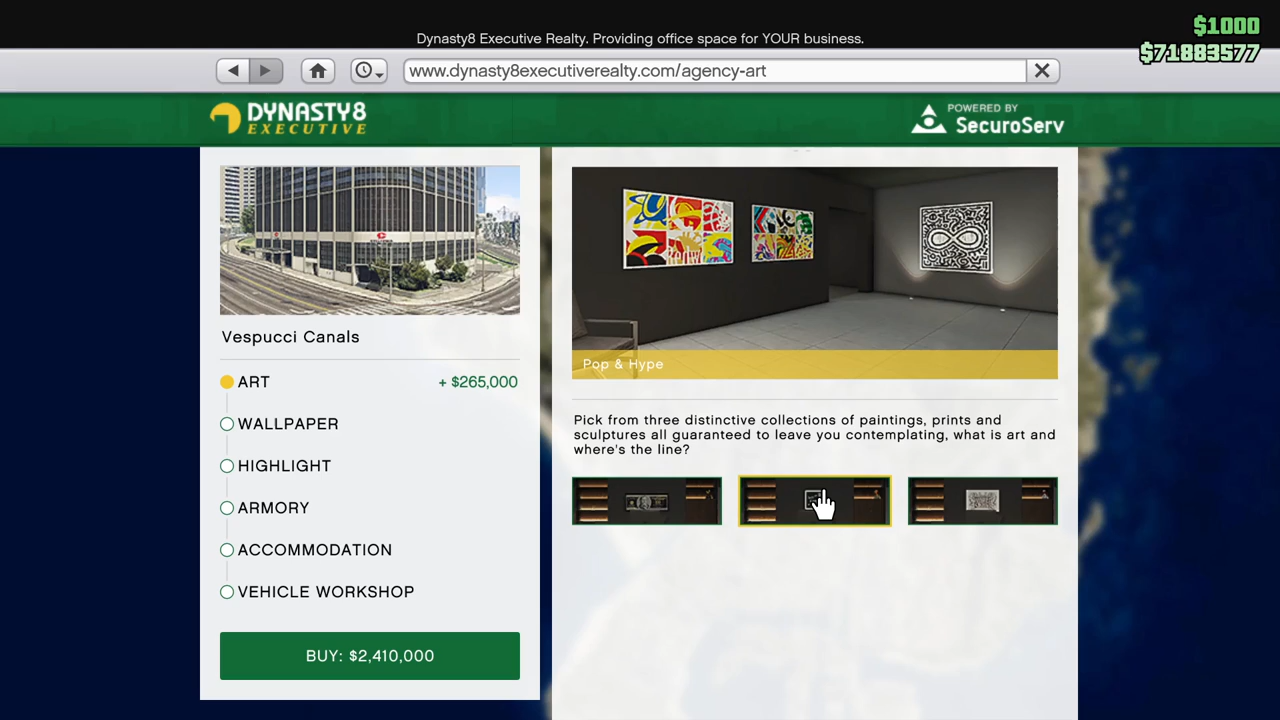 Dynasty8 Executive Realty. Providing office space for YOUR business.
$1000
$71883577
www.dynasty8executiverealty.com/agency-art
DYNASTY8
EXECUTIVE
POWERED BY
SecuroServ
Vespucci Canals
ART + $265,000
WALLPAPER
HIGHLIGHT
ARMORY
ACCOMMODATION
VEHICLE WORKSHOP
BUY: $2,410,000
Pop & Hype
Pick from three distinctive collections of paintings, prints and
sculptures all guaranteed to leave you contemplating, what is art and
where's the line?